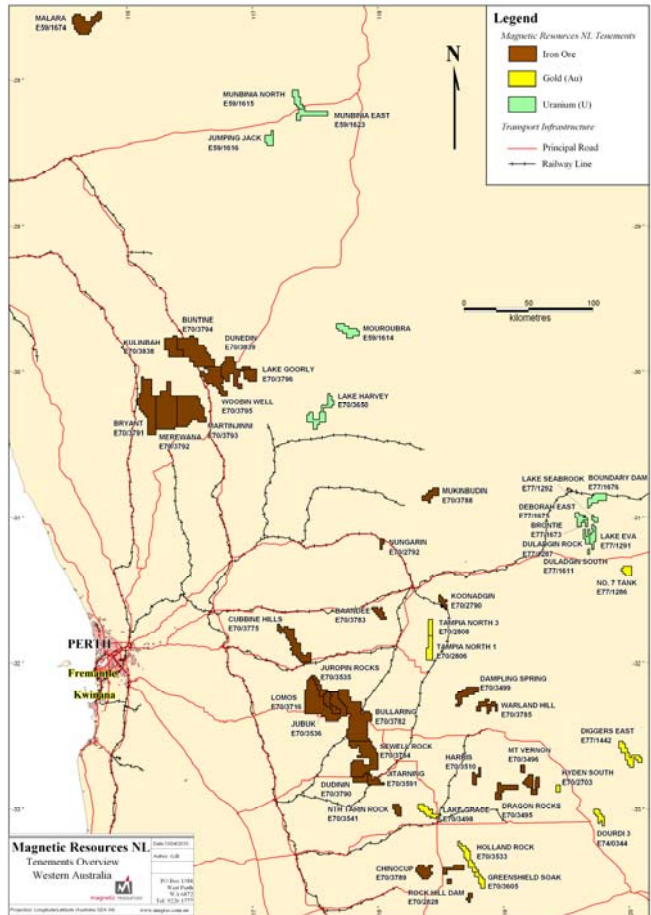 MALARA
E59/1674
Legend
Magnetic Resources NL Tenements
Iron Ore
Gold (Au)
Uranium (U)
Transport Infrastructure
Principal Road
Railway Line
N
MUNBINIA NORTH
E59/1615
MUNBINIA EAST
E59/1623
JUMPING JACK
E59/1616
0 50 100
kilometres
BUNTINE
E70/3794
KULINBAH
E70/3838
DUNEDIN
E70/3839
MOUROUBRA
E59/1614
LAKE GOORLY
E70/3796
WOOBIN WELL
E70/3795
LAKE HARVEY
E70/3650
BRYANT
E70/3791
MEREWANA
E70/3792
MARTINJINNI
E70/3793
MUKINBUDIN
E70/3788
LAKE SEABROOK
E77/1292
BOUNDARY DAM
E77/1676
DEBORAH EAST
BRONTIE
E77/1673
LAKE EVA
E77/1291
DULADGIN ROCK
DULADGIN SOUTH
E77/1611
NUNGARIN
E70/2792
NO. 7 TANK
E77/1286
KOONADGIN
E70/2790
BAANDEE
E70/3783
CUBBINE HILLS
E70/3775
TAMPIA NORTH 3
E70/2808
TAMPIA NORTH 1
E70/2806
PERTH
Fremantle
Kwinana
JUROPIN ROCKS
E70/3535
LOMOS
E70/3716
JUBUK
E70/3536
BULLARING
E70/3782
DAMPLING SPRING
E70/3499
WARLAND HILL
E70/3785
SEWELL ROCK
E70/3784
DIGGERS EAST
E77/1442
HARRIS
E70/3510
MT VERNON
E70/3496
HYDEN SOUTH
E70/2703
JITARNING
E70/3591
DUDININ
E70/3790
DRAGON ROCKS
E70/3495
NTH TARIN ROCK
E70/3541
LAKE GRACE
E70/3498
DOURDI 3
E74/0344
HOLLAND ROCK
E70/3533
CHINOCUP
E70/3789
GREENSHIELD SOAK
E70/3605
ROCK HILL DAM
E70/2828
Magnetic Resources NL
Tenements Overview
Western Australia
magnetic resources
West Perth